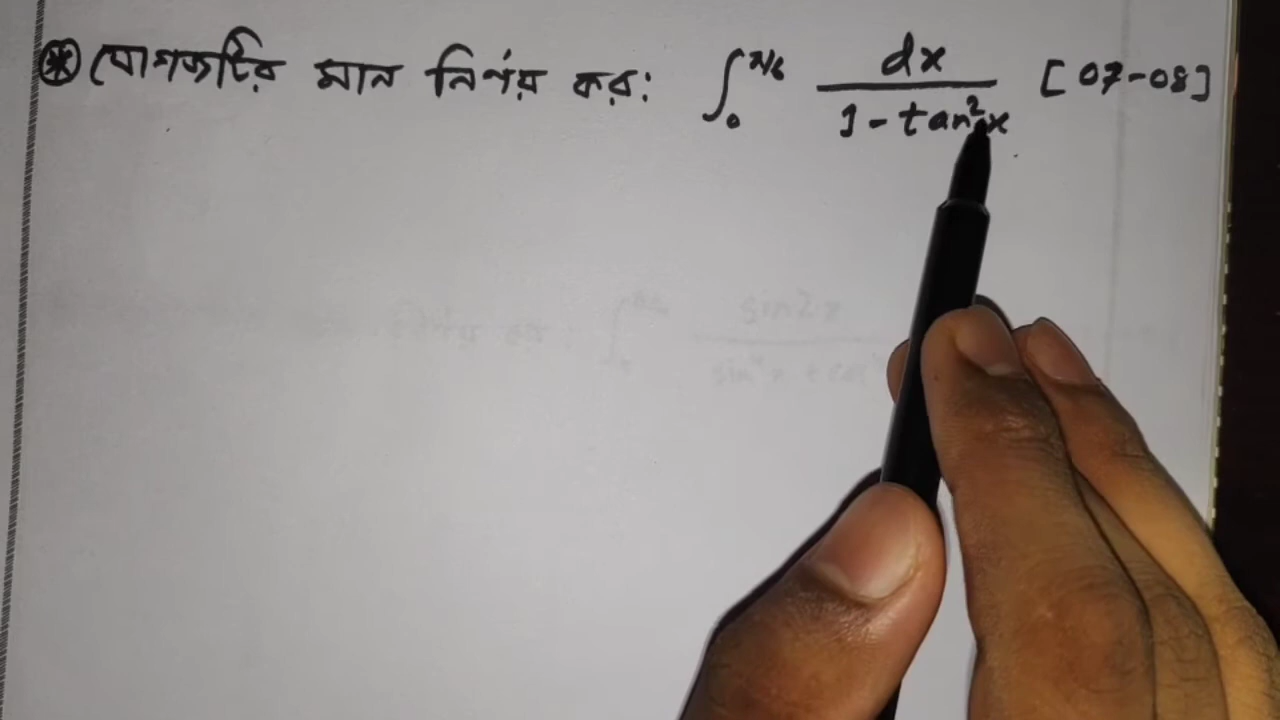 ⊛ যোগজটির মান নির্ণয় কর: ∫₀^π/6 dx / (1 - tan²x) [07-08]